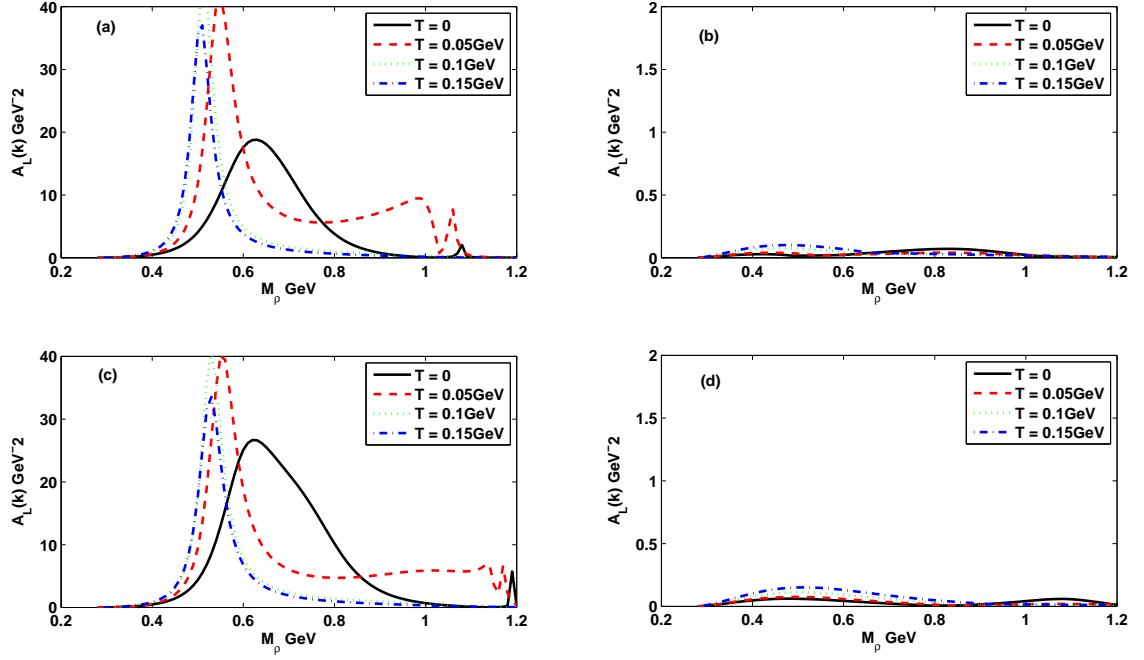 (a)
T = 0
T = 0.05GeV
T = 0.1GeV
T = 0.15GeV
A_L(k) GeV^-2
40
30
20
10
0
0.2 0.4 0.6 0.8 1 1.2
M_ρ GeV
(b)
T = 0
T = 0.05GeV
T = 0.1GeV
T = 0.15GeV
A_L(k) GeV^-2
2
1.5
1
0.5
0
0.2 0.4 0.6 0.8 1 1.2
M_ρ GeV
(c)
T = 0
T = 0.05GeV
T = 0.1GeV
T = 0.15GeV
A_L(k) GeV^-2
40
30
20
10
0
0.2 0.4 0.6 0.8 1 1.2
M_ρ GeV
(d)
T = 0
T = 0.05GeV
T = 0.1GeV
T = 0.15GeV
A_L(k) GeV^-2
2
1.5
1
0.5
0
0.2 0.4 0.6 0.8 1 1.2
M_ρ GeV